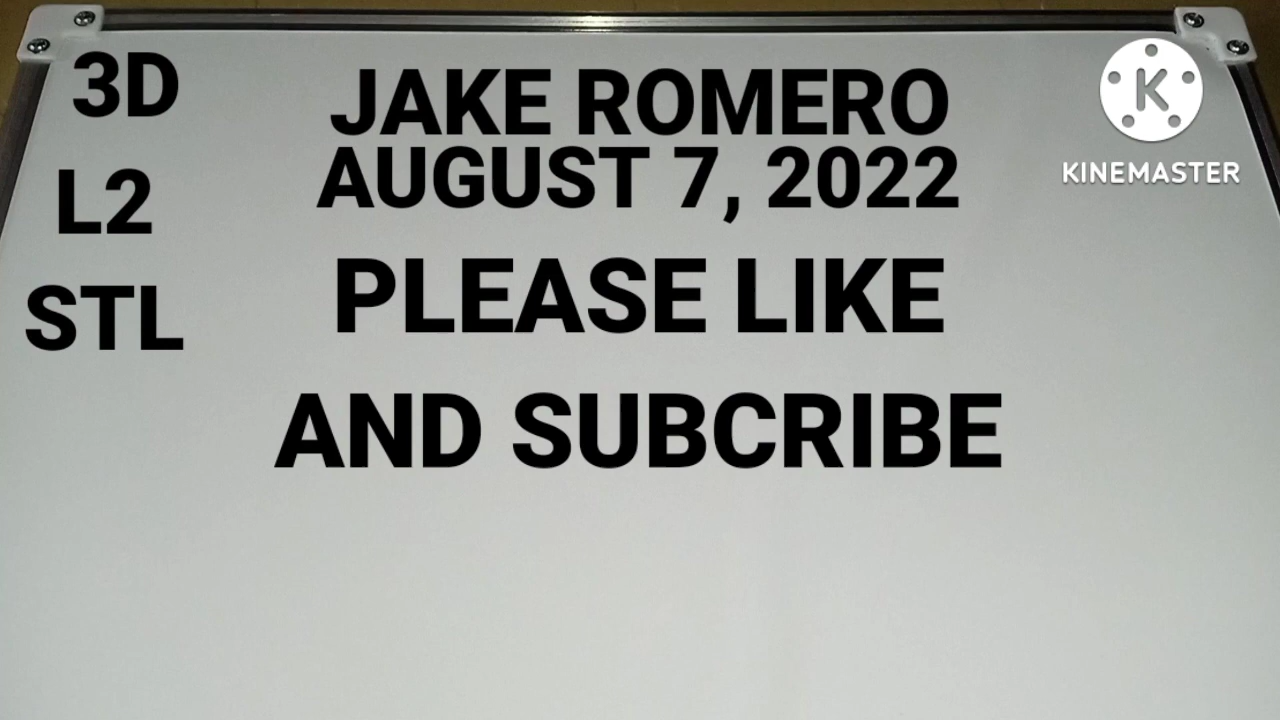 3D
L2
STL
JAKE ROMERO
AUGUST 7, 2022
PLEASE LIKE
AND SUBCRIBE
K
KINEMASTER